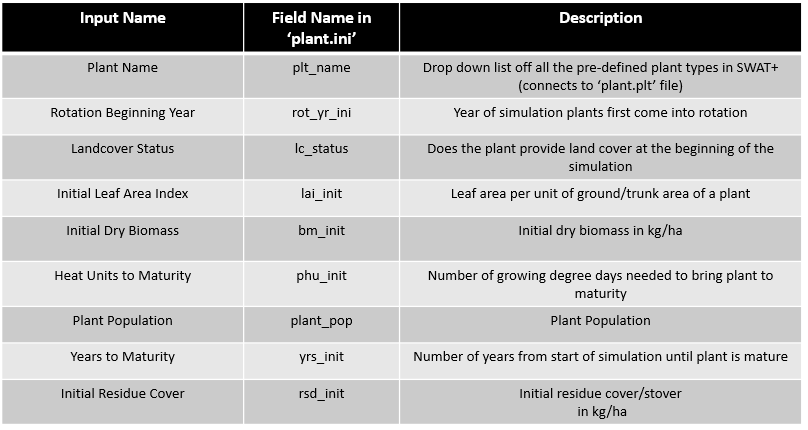 Input Name
Field Name in
‘plant.ini’
Description
Plant Name
plt_name
Drop down list off all the pre-defined plant types in SWAT+
(connects to ‘plant.plt’ file)
Rotation Beginning Year
rot_yr_ini
Year of simulation plants first come into rotation
Landcover Status
lc_status
Does the plant provide land cover at the beginning of the
simulation
Initial Leaf Area Index
lai_init
Leaf area per unit of ground/trunk area of a plant
Initial Dry Biomass
bm_init
Initial dry biomass in kg/ha
Heat Units to Maturity
phu_init
Number of growing degree days needed to bring plant to
maturity
Plant Population
plant_pop
Plant Population
Years to Maturity
yrs_init
Number of years from start of simulation until plant is mature
Initial Residue Cover
rsd_init
Initial residue cover/stover
in kg/ha